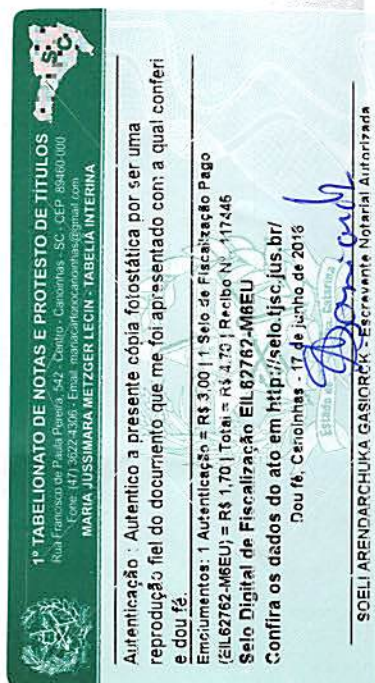 1º TABELIONATO DE NOTAS E PROTESTO DE TÍTULOS
Rua Francisco de Paula Pereira, 542 - Centro - Canoinhas - SC - CEP. 89460-000
Fone: (47) 3622-4306 - Email: mariacartoriocanoinhas@gmail.com
MARIA JUSSIMARA METZGER LECIN - TABELIÃ INTERINA
SC
Autenticação : Autentico a presente cópia fotostática por ser uma
reprodução fiel do documento que me foi apresentado com a qual conferi
e dou fé.
Emolumentos: 1 Autenticação = R$ 3,00 | 1 Selo de Fiscalização Pago
(EIL62762-M6EU) = R$ 1,70 | Total = R$ 4,70 | Recibo Nº: 117446
Selo Digital de Fiscalização EIL62762-M6EU
Confira os dados do ato em http://selo.tjsc.jus.br/
Dou fé, Canoinhas - 17 de junho de 2016
SOELI ARENDARCHUKA GASIORCK - Escrevente Notarial Autorizada